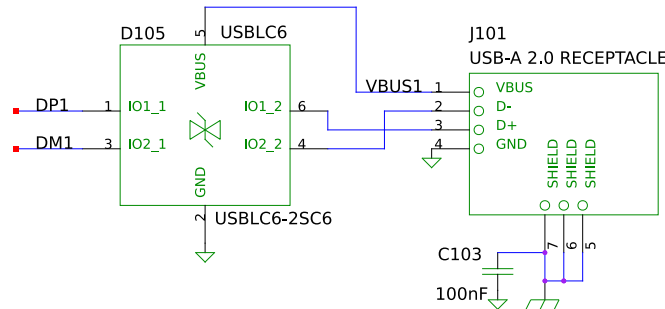 D105
USBLC6
J101
USB-A 2.0 RECEPTACLE
5
VBUS
VBUS1
1
VBUS
DP1
1
IO1_1
IO1_2
6
2
D-
3
D+
DM1
3
IO2_1
IO2_2
4
4
GND
GND
2
USBLC6-2SC6
SHIELD
SHIELD
SHIELD
7
6
5
C103
100nF